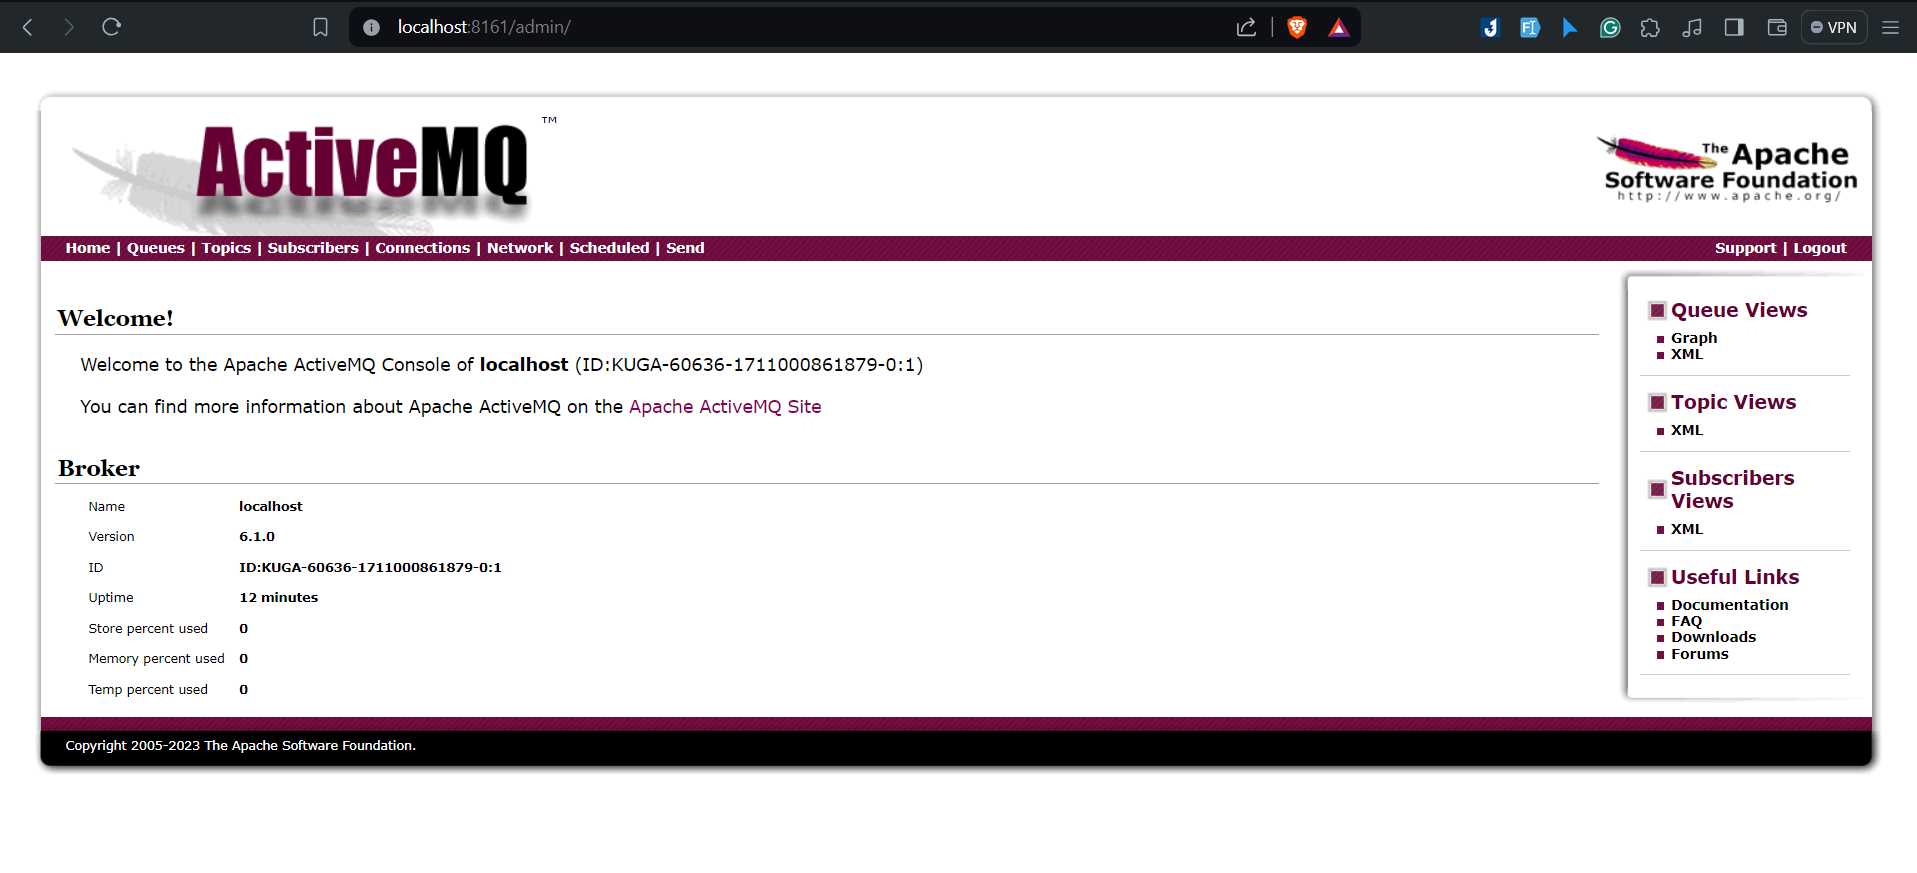 localhost:8161/admin/
VPN
ActiveMQ ™
The Apache
Software Foundation
http://www.apache.org/
Home | Queues | Topics | Subscribers | Connections | Network | Scheduled | Send
Support | Logout
Welcome!
Welcome to the Apache ActiveMQ Console of localhost (ID:KUGA-60636-1711000861879-0:1)
You can find more information about Apache ActiveMQ on the Apache ActiveMQ Site
Broker
Name localhost
Version 6.1.0
ID ID:KUGA-60636-1711000861879-0:1
Uptime 12 minutes
Store percent used 0
Memory percent used 0
Temp percent used 0
Queue Views
Graph
XML
Topic Views
XML
Subscribers
Views
XML
Useful Links
Documentation
FAQ
Downloads
Forums
Copyright 2005-2023 The Apache Software Foundation.